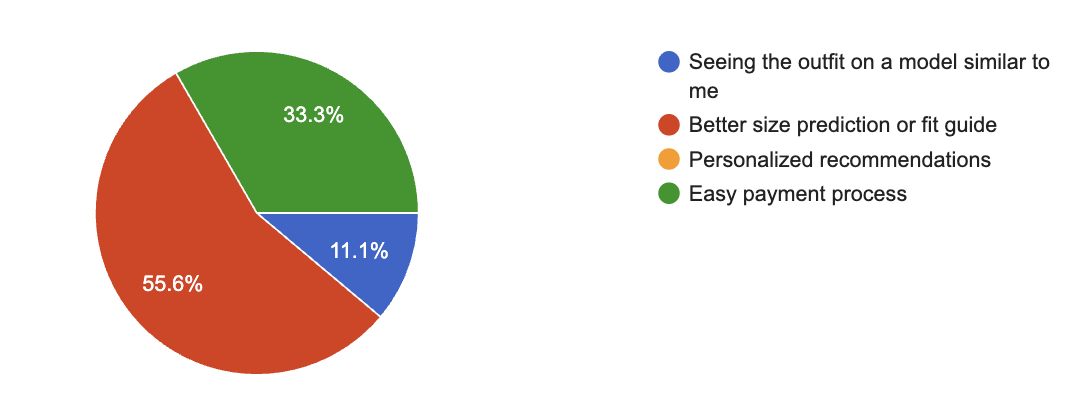 33.3%
11.1%
55.6%
Seeing the outfit on a model similar to
me
Better size prediction or fit guide
Personalized recommendations
Easy payment process